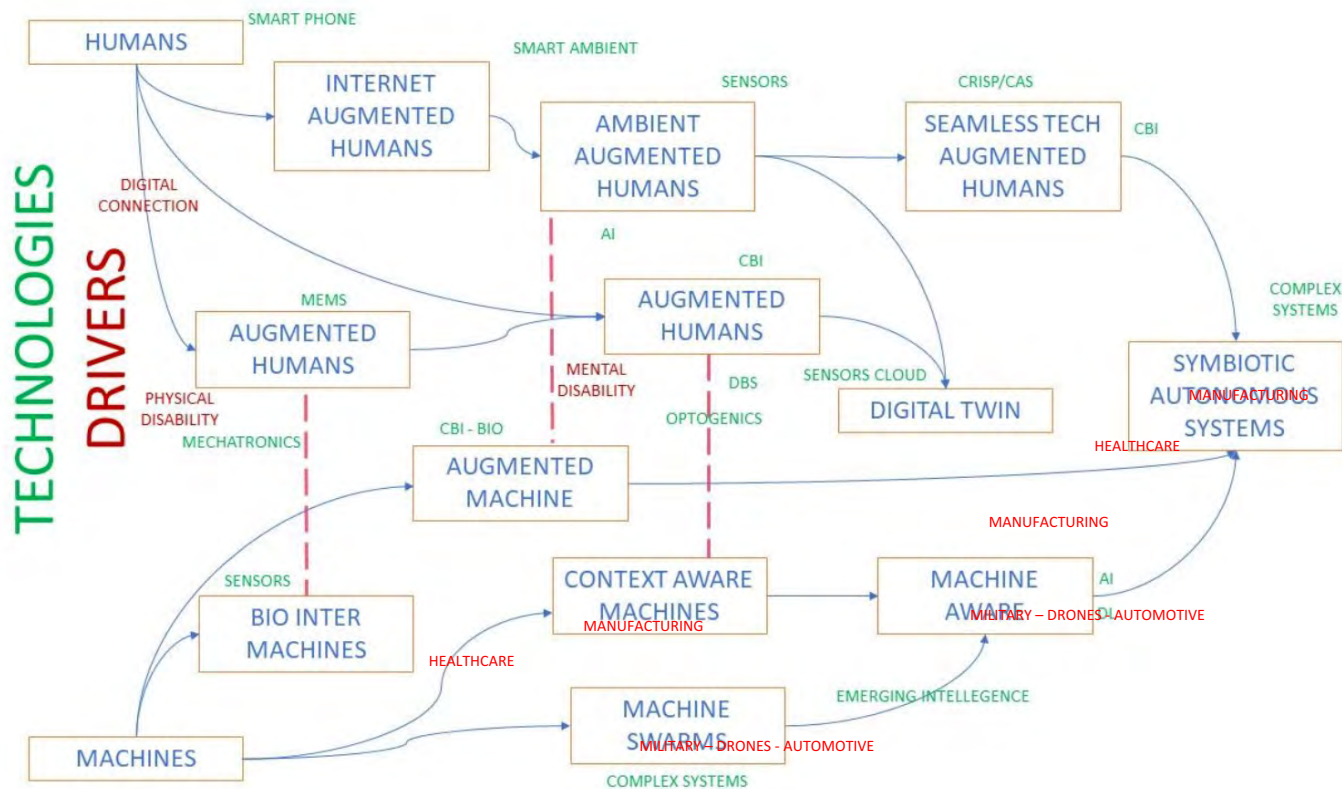 TECHNOLOGIES
DRIVERS
SMART PHONE
HUMANS
SMART AMBIENT
INTERNET
AUGMENTED
HUMANS
SENSORS
AMBIENT
AUGMENTED
HUMANS
CRISP/CAS
SEAMLESS TECH
AUGMENTED
HUMANS
CBI
DIGITAL
CONNECTION
AI
CBI
MEMS
AUGMENTED
HUMANS
AUGMENTED
HUMANS
COMPLEX
SYSTEMS
PHYSICAL
DISABILITY
MECHATRONICS
MENTAL
DISABILITY
DBS
OPTOGENICS
SENSORS CLOUD
DIGITAL TWIN
SYMBIOTIC
AUTONOMOUS
SYSTEMS
MANUFACTURING
HEALTHCARE
CBI - BIO
AUGMENTED
MACHINE
MANUFACTURING
SENSORS
BIO INTER
MACHINES
CONTEXT AWARE
MACHINES
MANUFACTURING
MACHINE
AWARE
AI
MILITARY – DRONES - AUTOMOTIVE
HEALTHCARE
EMERGING INTELLEGENCE
MACHINE
SWARMS
MILITARY – DRONES - AUTOMOTIVE
MACHINES
COMPLEX SYSTEMS